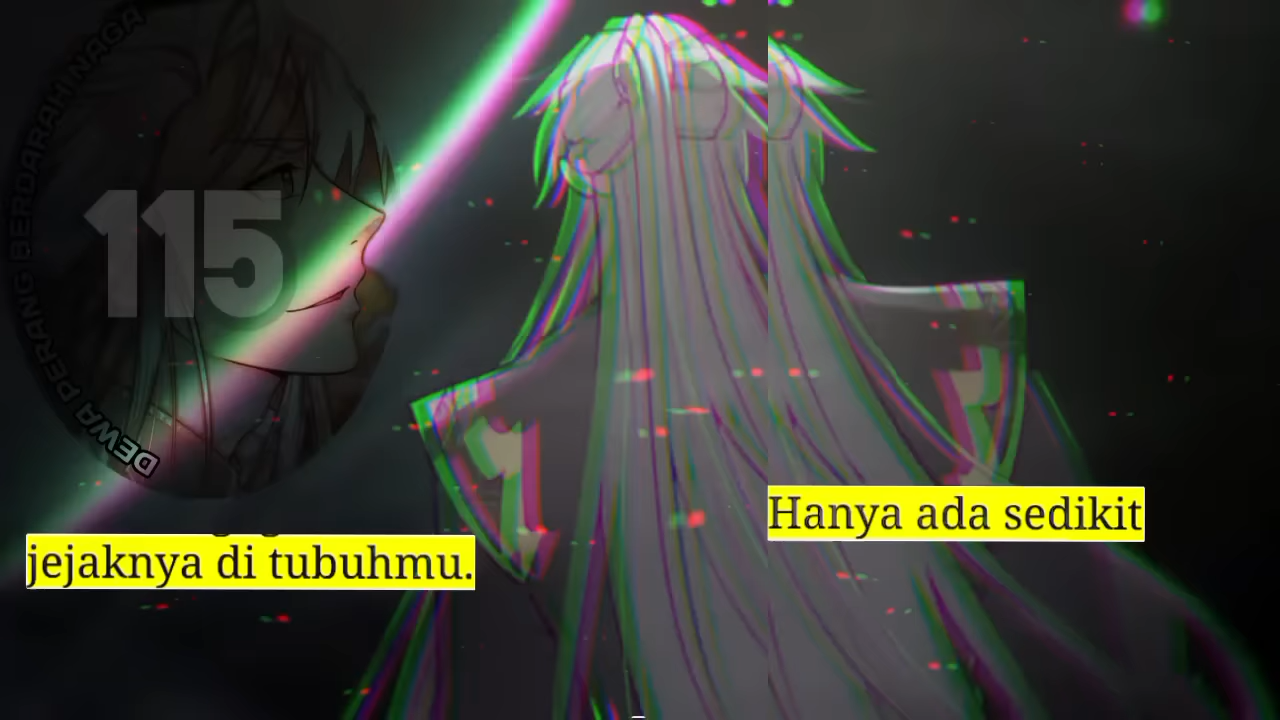 DEWA PERANG BERDARAH NAGA
115
Hanya ada sedikit
jejaknya di tubuhmu.